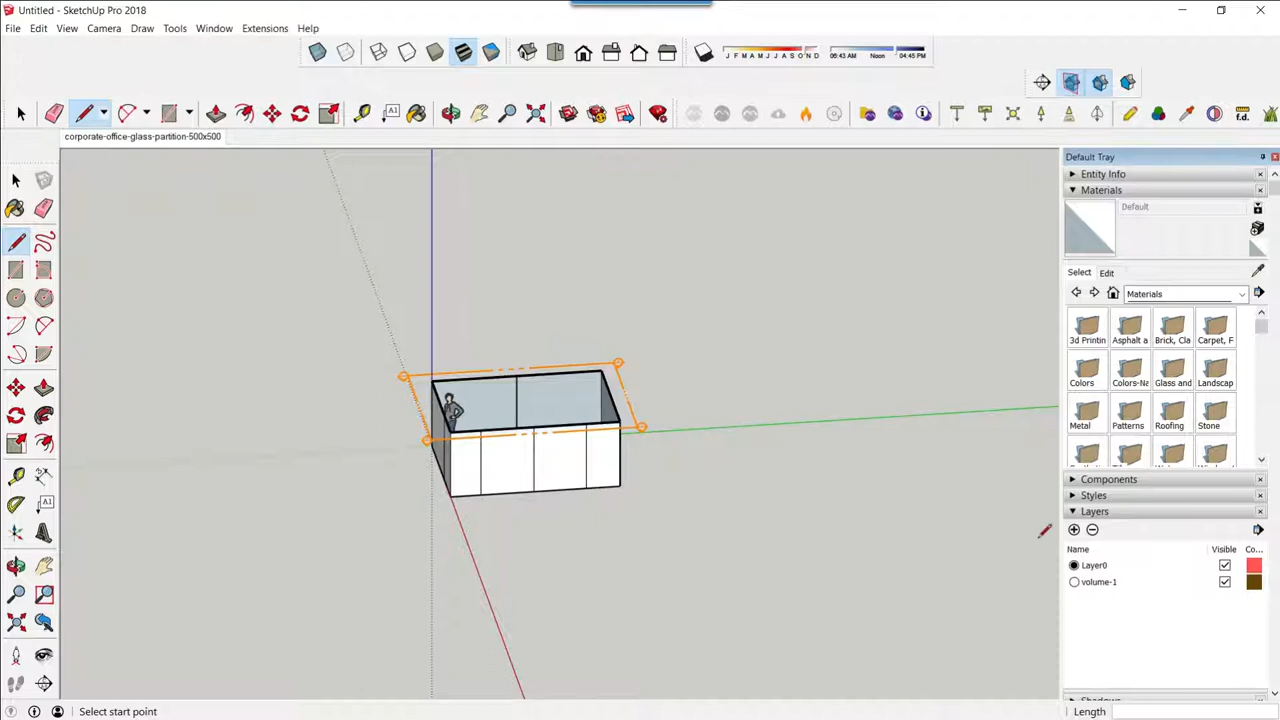 Untitled - SketchUp Pro 2018
File Edit View Camera Draw Tools Window Extensions Help
J F M A M J J A S O N D 06:43 AM Noon 04:45 PM
A1 f.d.
corporate-office-glass-partition-500x500
Default Tray
Entity Info
Materials
Default
Select Edit
Materials
3d Printin Asphalt a Brick, Cla Carpet, F
Colors Colors-Na Glass and Landscap
Metal Patterns Roofing Stone
Components
Styles
A1
Layers
Name Visible Co...
Layer0
volume-1
Select start point Length